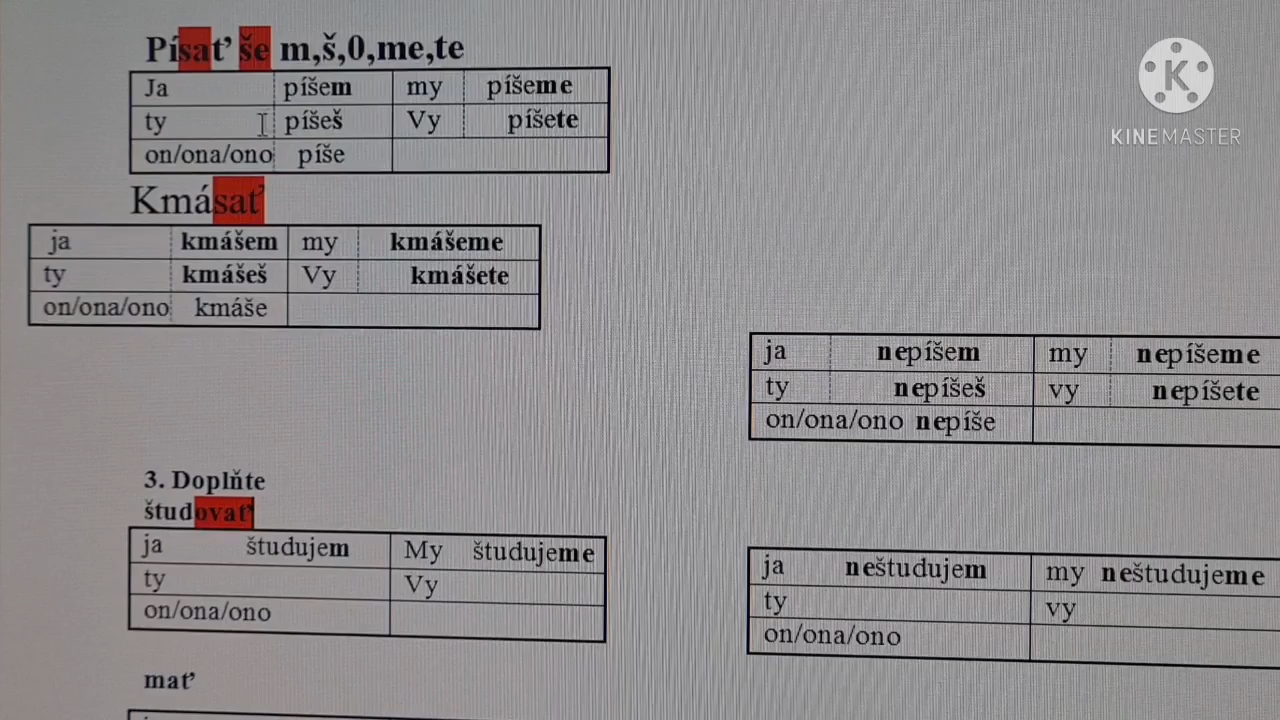 Písať še m,š,0,me,te
Ja píšem my píšeme
ty píšeš Vy píšete
on/ona/ono píše
Kmásať
ja kmášem my kmášeme
ty kmášeš Vy kmášete
on/ona/ono kmáše
ja nepíšem my nepíšeme
ty nepíšeš vy nepíšete
on/ona/ono nepíše
3. Doplňte
študovať
ja študujem My študujeme
ty Vy
on/ona/ono
ja neštudujem my neštudujeme
ty vy
on/ona/ono
mať
K
KINEMASTER